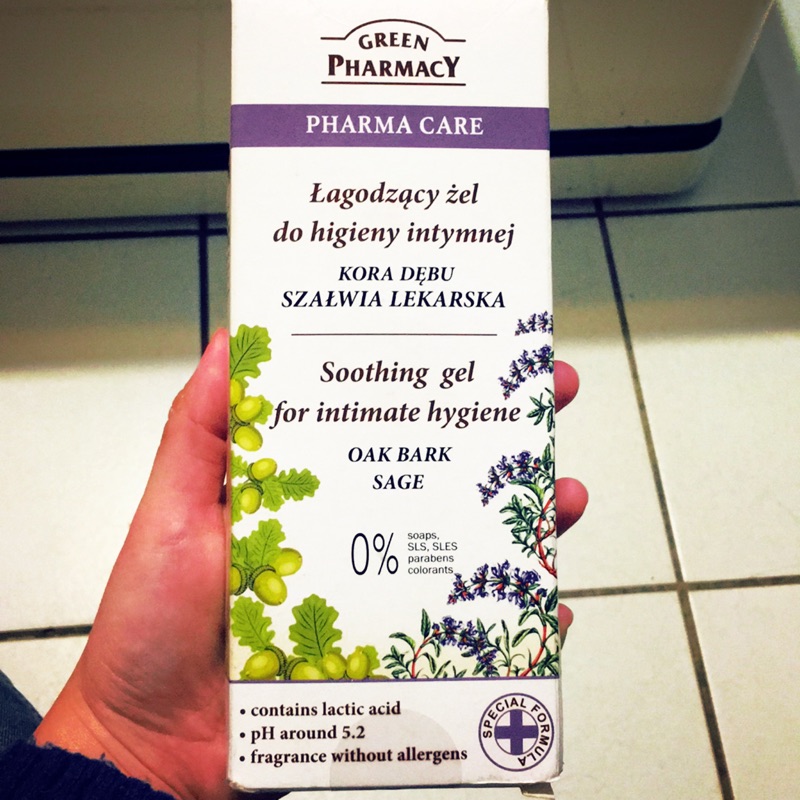 GREEN
PHARMACY
PHARMA CARE
Łagodzący żel
do higieny intymnej
KORA DĘBU
SZAŁWIA LEKARSKA
Soothing gel
for intimate hygiene
OAK BARK
SAGE
0% soaps,
SLS, SLES
parabens
colorants
• contains lactic acid
• pH around 5.2
• fragrance without allergens
SPECIAL FORMULA